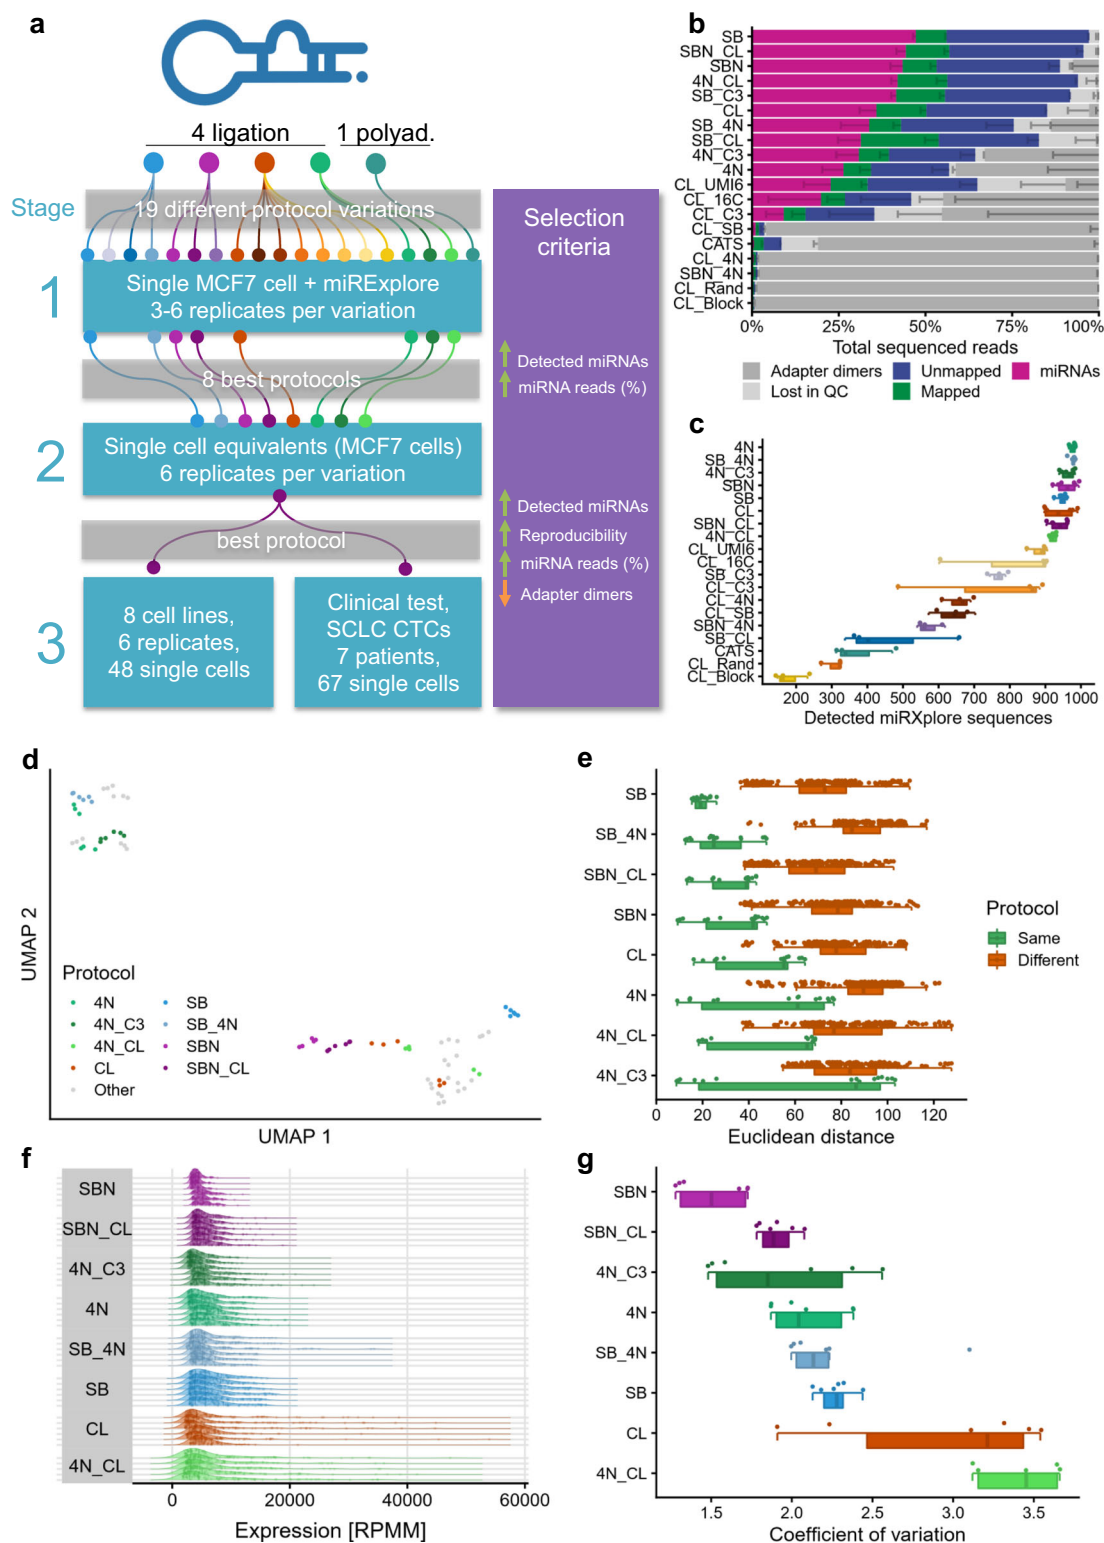 a
4 ligation
1 polyad.
Stage
19 different protocol variations
1
Single MCF7 cell + miRExplore
3-6 replicates per variation
8 best protocols
2
Single cell equivalents (MCF7 cells)
6 replicates per variation
best protocol
3
8 cell lines,
6 replicates,
48 single cells
Clinical test,
SCLC CTCs
7 patients,
67 single cells
Selection
criteria
Detected miRNAs
miRNA reads (%)
Detected miRNAs
Reproducibility
miRNA reads (%)
Adapter dimers
b
SB
SBN_CL
SBN
4N_CL
SB_C3
CL
SB_4N
SB_CL
4N_C3
4N
CL_UMI6
CL_16C
CL_C3
CL_SB
CATS
CL_4N
SBN_4N
CL_Rand
CL_Block
0% 25% 50% 75% 100%
Total sequenced reads
Adapter dimers Unmapped miRNAs
Lost in QC Mapped
c
4N
SB_4N
4N_C3
SBN
SB
CL
SBN_CL
4N_CL
CL_UMI6
CL_16C
SB_C3
CL_C3
CL_4N
CL_SB
SBN_4N
SB_CL
CATS
CL_Rand
CL_Block
200 300 400 500 600 700 800 900 1000
Detected miRXplore sequences
d
UMAP 2
Protocol
4N SB
4N_C3 SB_4N
4N_CL SBN
CL SBN_CL
Other
UMAP 1
e
SB
SB_4N
SBN_CL
SBN
CL
4N
4N_CL
4N_C3
0 20 40 60 80 100 120
Euclidean distance
Protocol
Same
Different
f
SBN
SBN_CL
4N_C3
4N
SB_4N
SB
CL
4N_CL
0 20000 40000 60000
Expression [RPMM]
g
SBN
SBN_CL
4N_C3
4N
SB_4N
SB
CL
4N_CL
1.5 2.0 2.5 3.0 3.5
Coefficient of variation